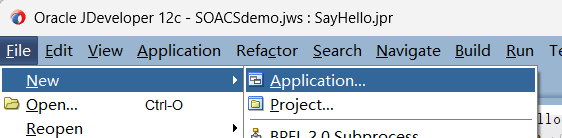 Oracle JDeveloper 12c - SOACSdemo.jws : SayHello.jpr
File Edit View Application Refactor Search Navigate Build Run
New Application...
Open... Ctrl-O Project...
Reopen BPEL 2.0 Subprocess